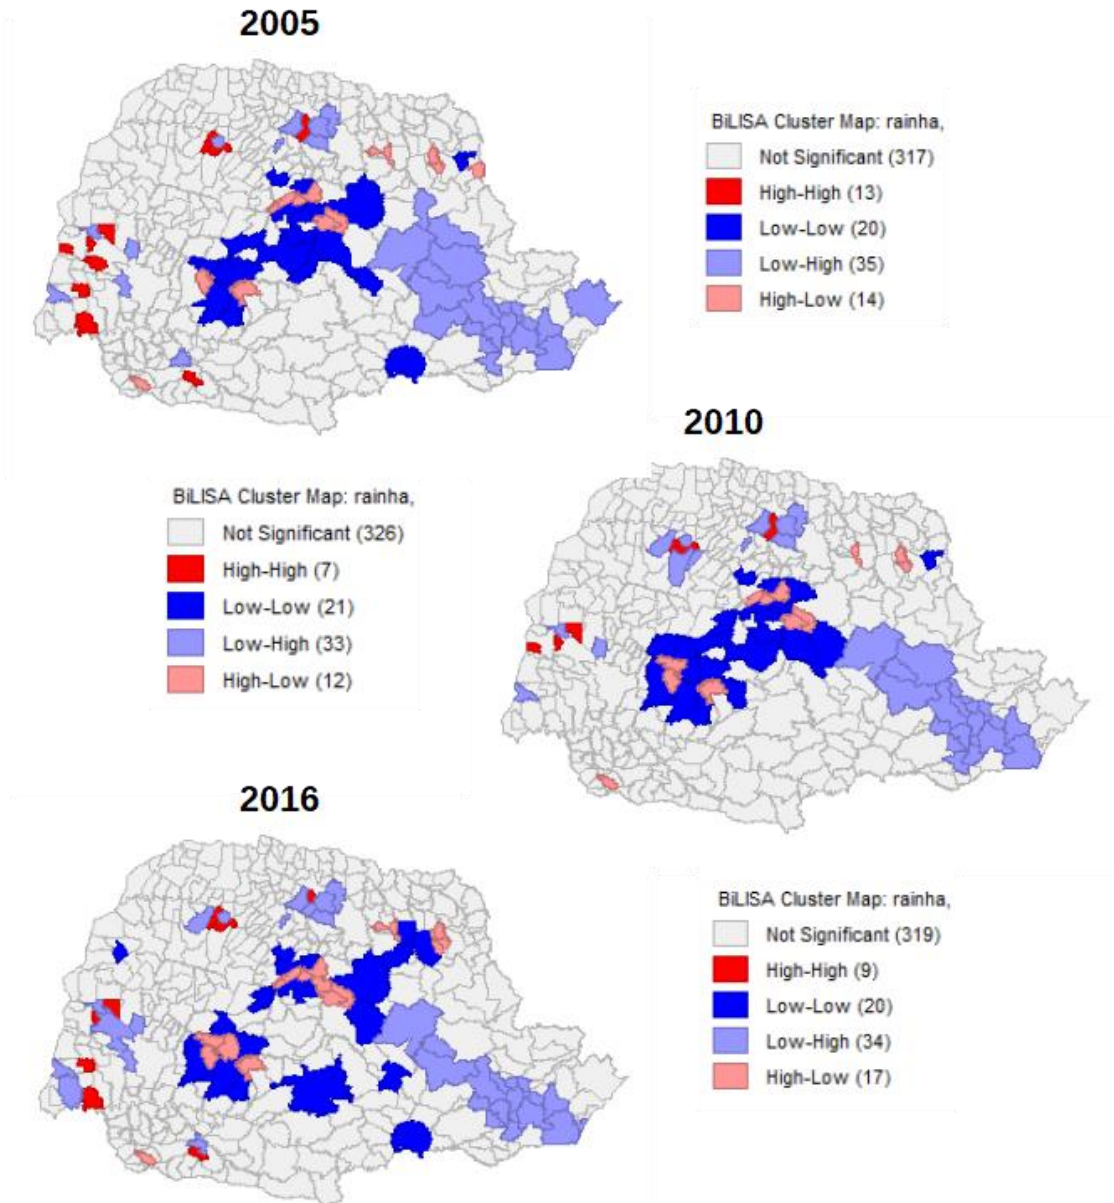 2005
BiLISA Cluster Map: rainha,
Not Significant (317)
High-High (13)
Low-Low (20)
Low-High (35)
High-Low (14)
2010
BiLISA Cluster Map: rainha,
Not Significant (326)
High-High (7)
Low-Low (21)
Low-High (33)
High-Low (12)
2016
BiLISA Cluster Map: rainha,
Not Significant (319)
High-High (9)
Low-Low (20)
Low-High (34)
High-Low (17)